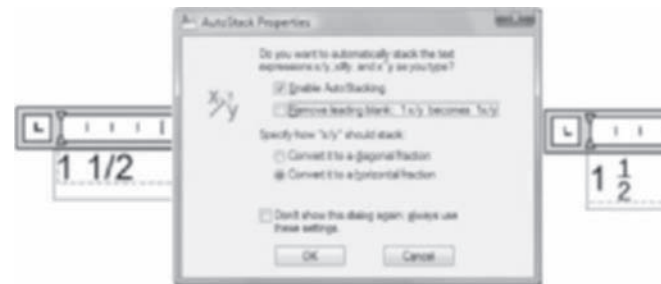 AutoStack Properties
Do you want to automatically stack the text
expressions x/y, x#y, and x^y as you type?
Enable AutoStacking
Remove leading blank: 1 x/y becomes 1x/y
Specify how "x/y" should stack:
Convert it to a diagonal fraction
Convert it to a horizontal fraction
Don't show this dialog again; always use
these settings.
OK Cancel
x/y
L
1 1/2
L
1 1/2